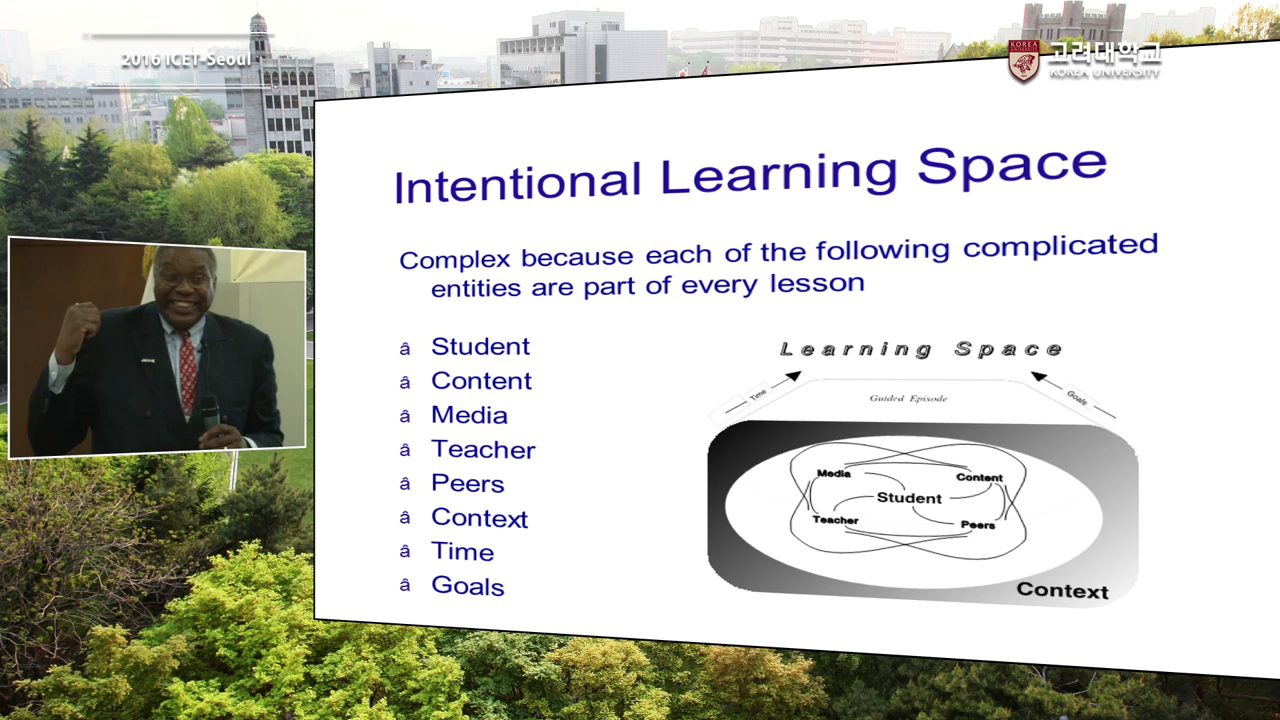 2016 ICET-Seoul
KOREA
고려대학교
KOREA UNIVERSITY
Intentional Learning Space
Complex because each of the following complicated
entities are part of every lesson
â Student
â Content
â Media
â Teacher
â Peers
â Context
â Time
â Goals
Learning Space
Time
Goals
Guided Episode
Media
Content
Student
Teacher
Peers
Context